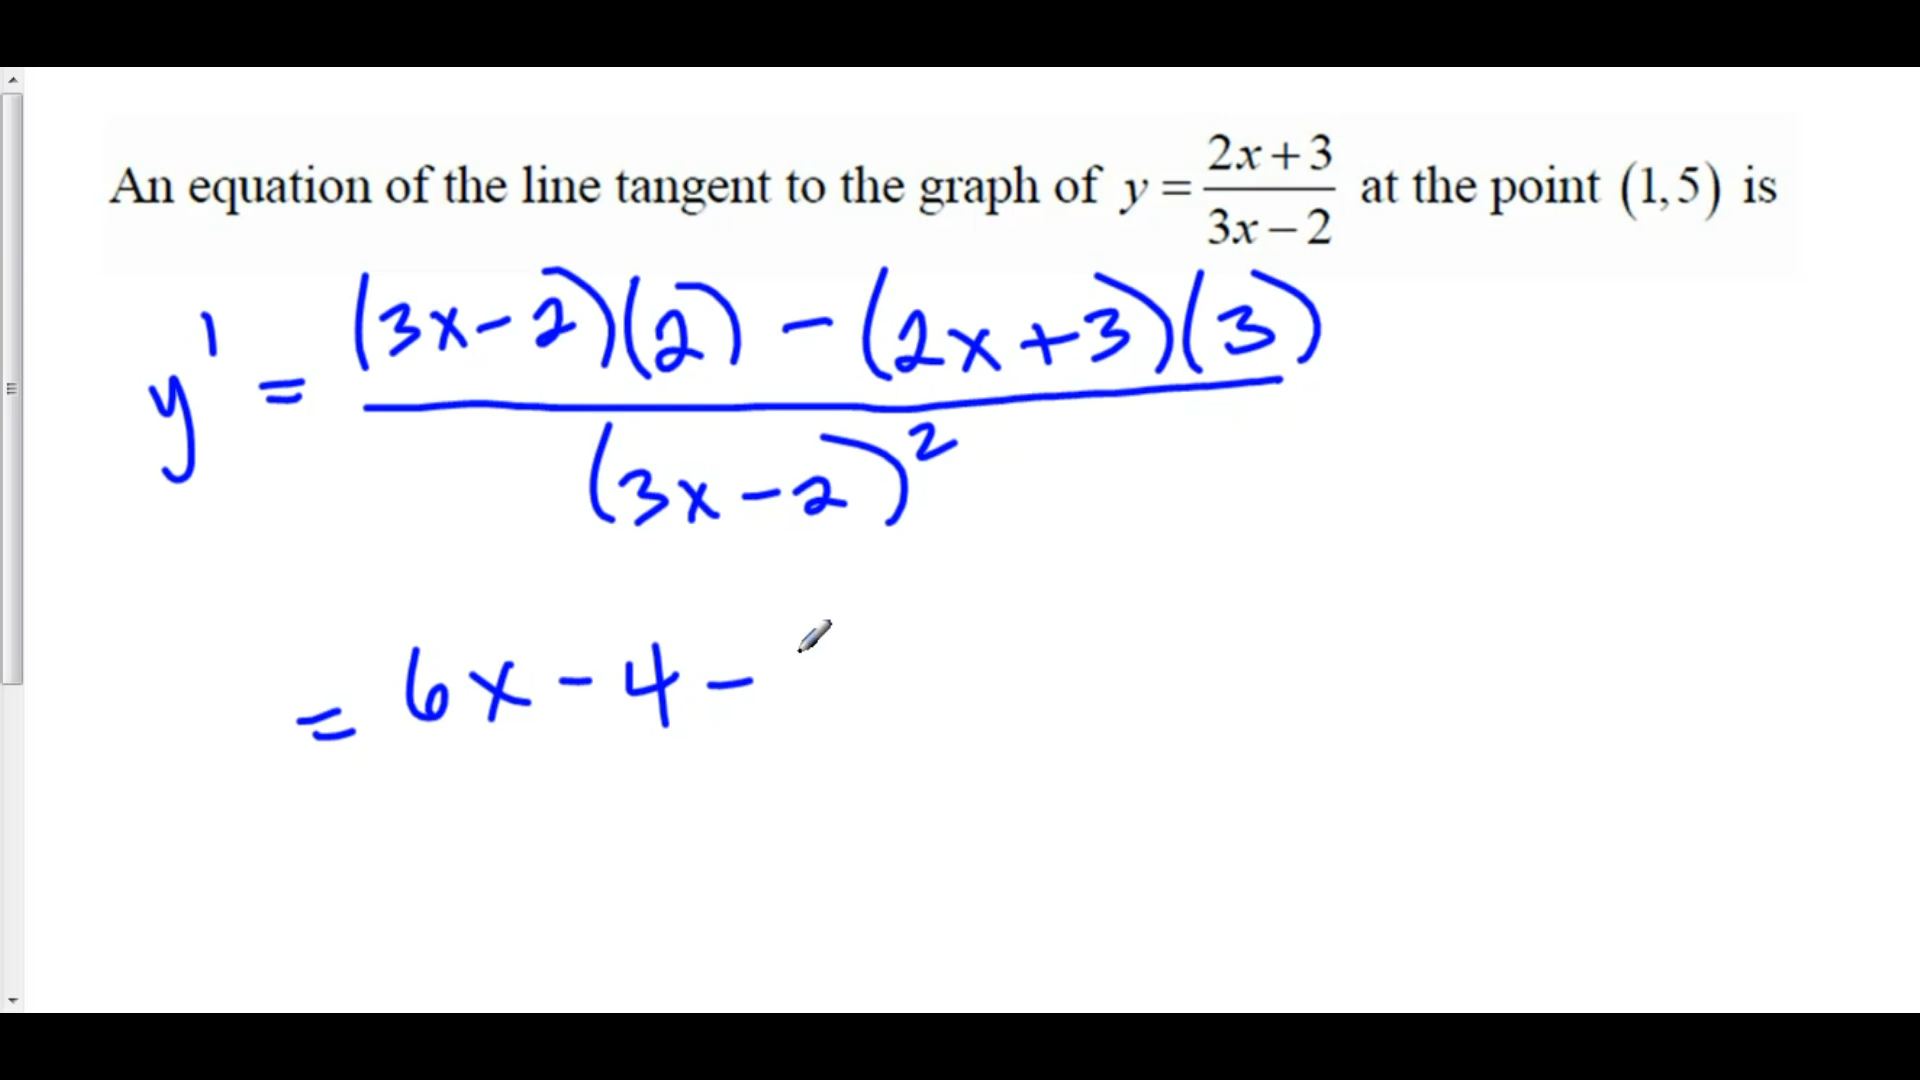 An equation of the line tangent to the graph of y = (2x+3)/(3x−2) at the point (1,5) is
y' = ((3x-2)(2) - (2x+3)(3))/(3x-2)²
= 6x - 4 -